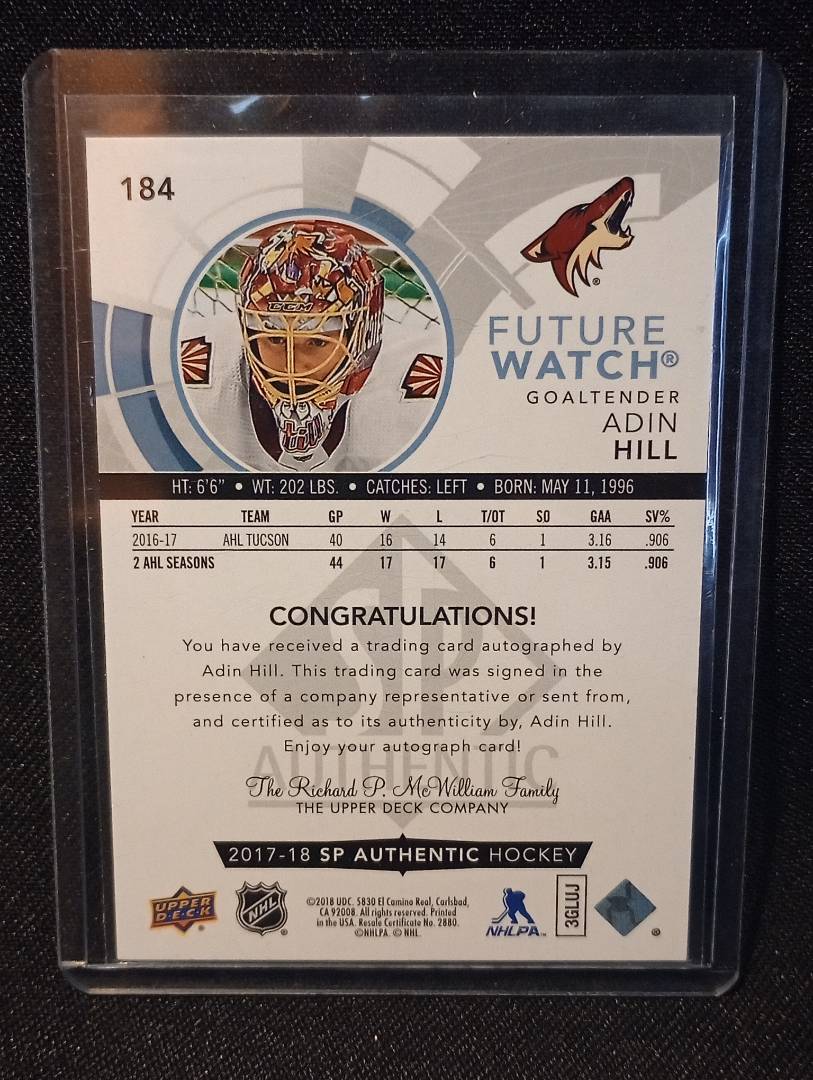 184
ECM
hill
FUTURE
WATCH®
GOALTENDER
ADIN
HILL
HT: 6'6" • WT: 202 LBS. • CATCHES: LEFT • BORN: MAY 11, 1996
YEAR TEAM GP W L T/OT SO GAA SV%
2016-17 AHL TUCSON 40 16 14 6 1 3.16 .906
2 AHL SEASONS 44 17 17 6 1 3.15 .906
CONGRATULATIONS!
You have received a trading card autographed by
Adin Hill. This trading card was signed in the
presence of a company representative or sent from,
and certified as to its authenticity by, Adin Hill.
Enjoy your autograph card!
SP
AUTHENTIC
The Richard P. McWilliam Family
THE UPPER DECK COMPANY
2017-18 SP AUTHENTIC HOCKEY
UPPER
D·E·C·K
®
NHL
®
©2018 UDC. 5830 El Camino Real, Carlsbad,
CA 92008. All rights reserved. Printed
in the USA. Resale Certificate No. 2880.
©NHLPA. © NHL.
NHLPA™
3GLUJ
®